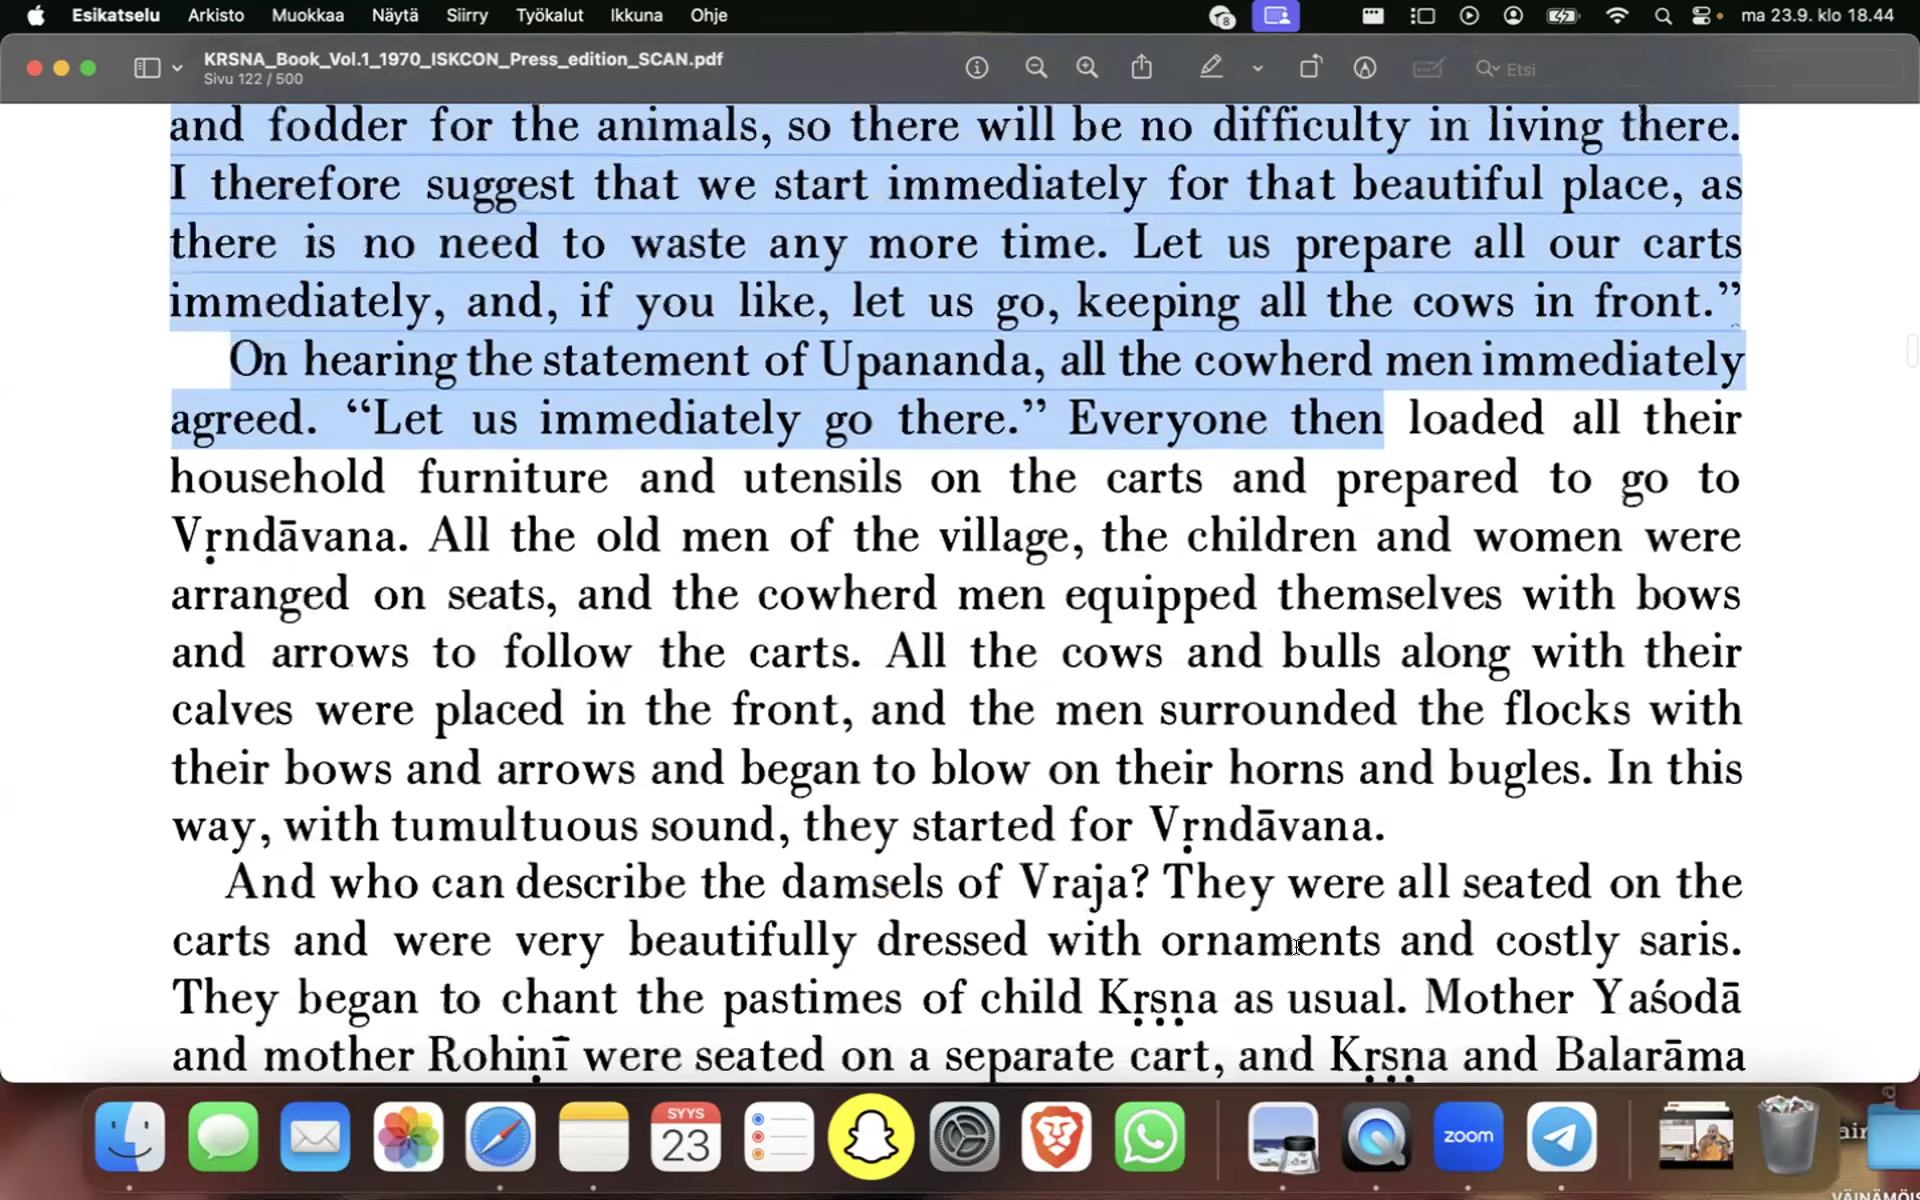 Esikatselu Arkisto Muokkaa Näytä Siirry Työkalut Ikkuna Ohje 8 ma 23.9. klo 18.44
KRSNA_Book_Vol.1_1970_ISKCON_Press_edition_SCAN.pdf
Sivu 122 / 500
Etsi
and fodder for the animals, so there will be no difficulty in living there.
I therefore suggest that we start immediately for that beautiful place, as
there is no need to waste any more time. Let us prepare all our carts
immediately, and, if you like, let us go, keeping all the cows in front.”
On hearing the statement of Upananda, all the cowherd men immediately
agreed. “Let us immediately go there.” Everyone then loaded all their
household furniture and utensils on the carts and prepared to go to
Vṛndāvana. All the old men of the village, the children and women were
arranged on seats, and the cowherd men equipped themselves with bows
and arrows to follow the carts. All the cows and bulls along with their
calves were placed in the front, and the men surrounded the flocks with
their bows and arrows and began to blow on their horns and bugles. In this
way, with tumultuous sound, they started for Vṛndāvana.
And who can describe the damsels of Vraja? They were all seated on the
carts and were very beautifully dressed with ornaments and costly saris.
They began to chant the pastimes of child Kṛṣṇa as usual. Mother Yaśodā
and mother Rohiṇī were seated on a separate cart, and Kṛṣṇa and Balarāma
SYYS
23
zoom